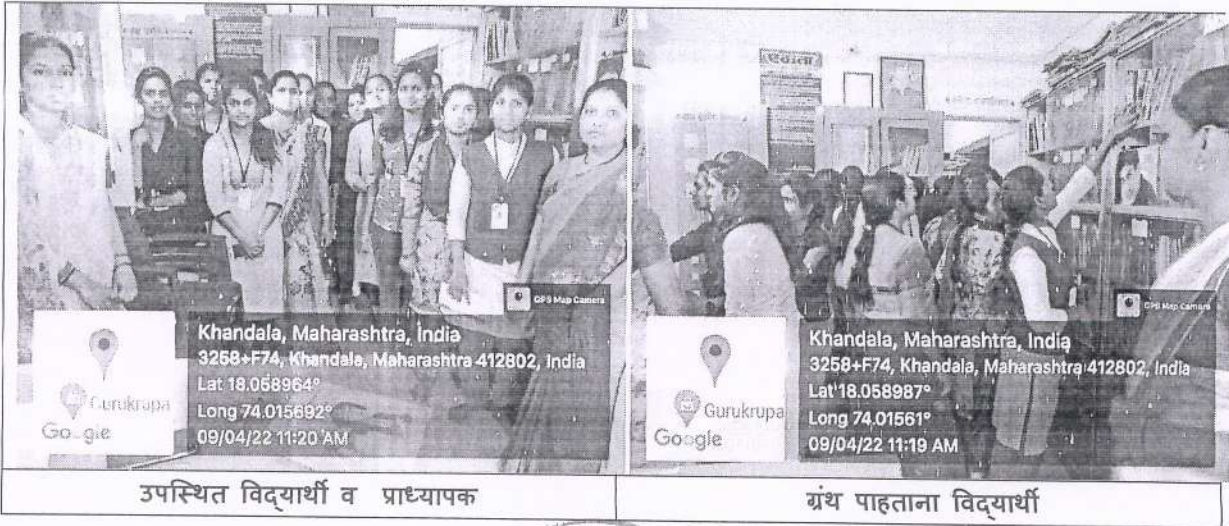 GPS Map Camera
Khandala, Maharashtra, India
3258+F74, Khandala, Maharashtra 412802, India
Lat 18.058964°
Long 74.015692°
09/04/22 11:20 AM
Gurukrupa
Google
GPS Map Camera
Khandala, Maharashtra, India
3258+F74, Khandala, Maharashtra 412802, India
Lat 18.058987°
Long 74.01561°
09/04/22 11:19 AM
Gurukrupa
Google
उपस्थित विद्यार्थी व प्राध्यापक
ग्रंथ पाहताना विद्यार्थी